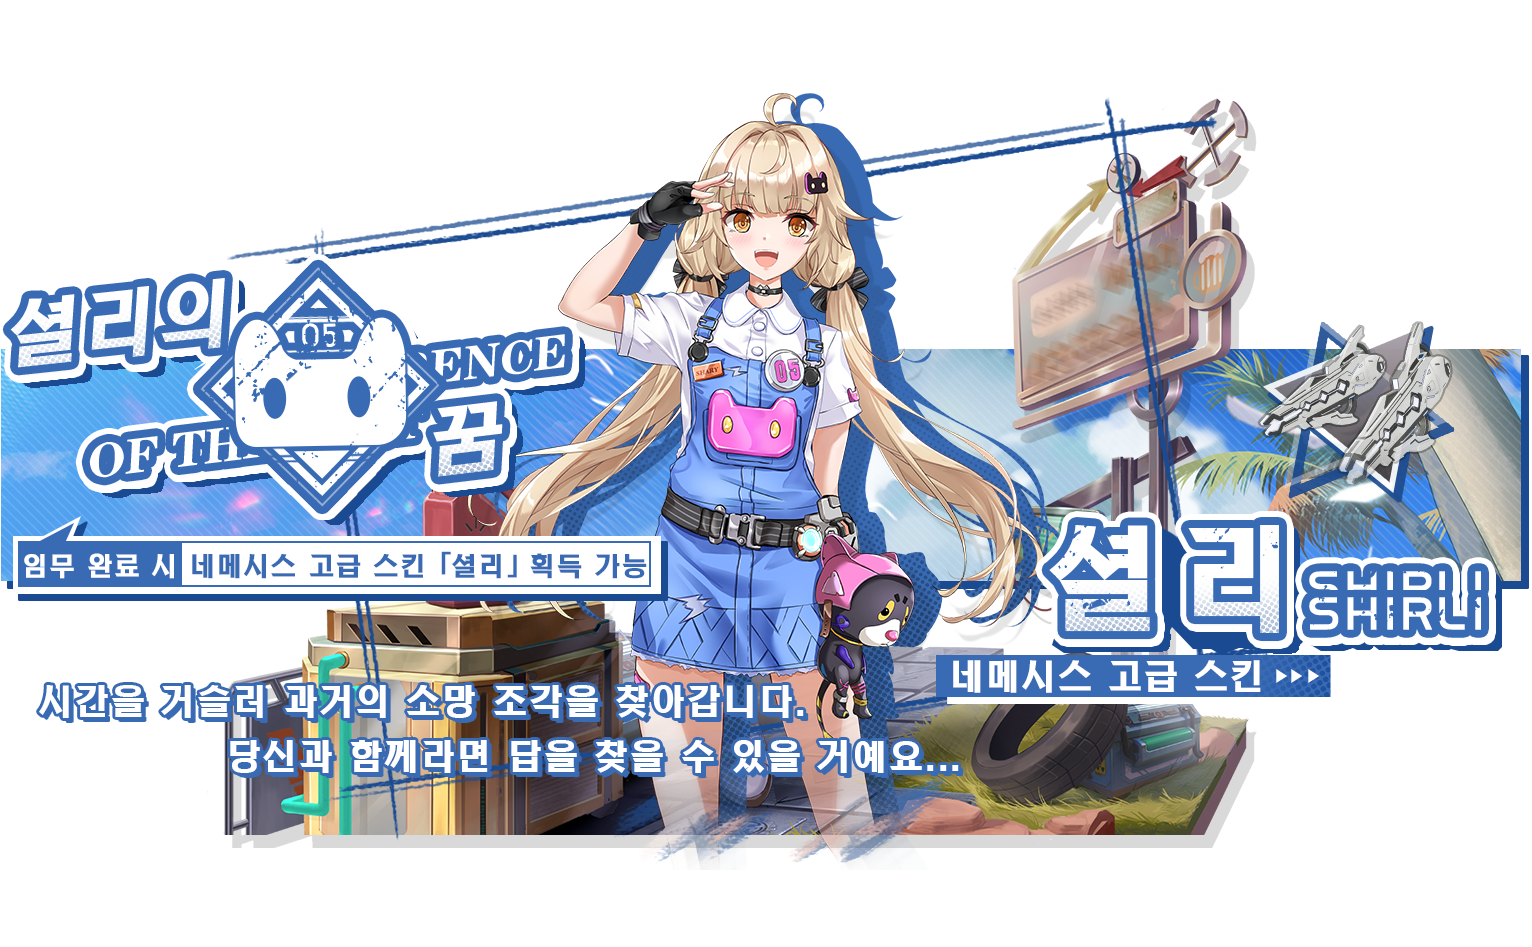 셜리의
05
ENCE
OF TH
꿈
임무 완료 시 네메시스 고급 스킨 「셜리」 획득 가능
시간을 거슬러 과거의 소망 조각을 찾아갑니다.
당신과 함께라면 답을 찾을 수 있을 거예요...
05
셜리
SHIRLI
SHIRLI
네메시스 고급 스킨